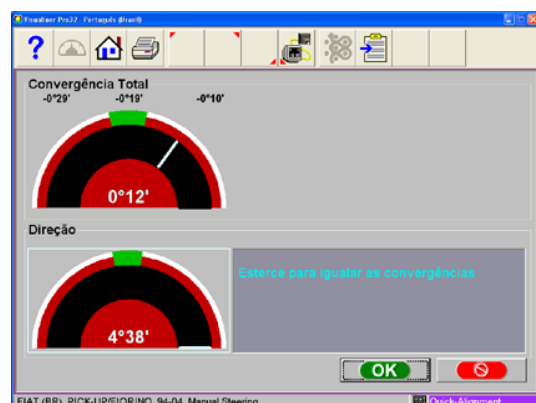 Visualiner Pro32 - Português (Brasil)
?
Convergência Total
-0°29' -0°19' -0°10'
0°12'
Direção
Esterce para igualar as convergências
4°38'
OK
FIAT (BR), PICK-UP/FIORINO, 94-04, Manual Steering
Quick-Alignment